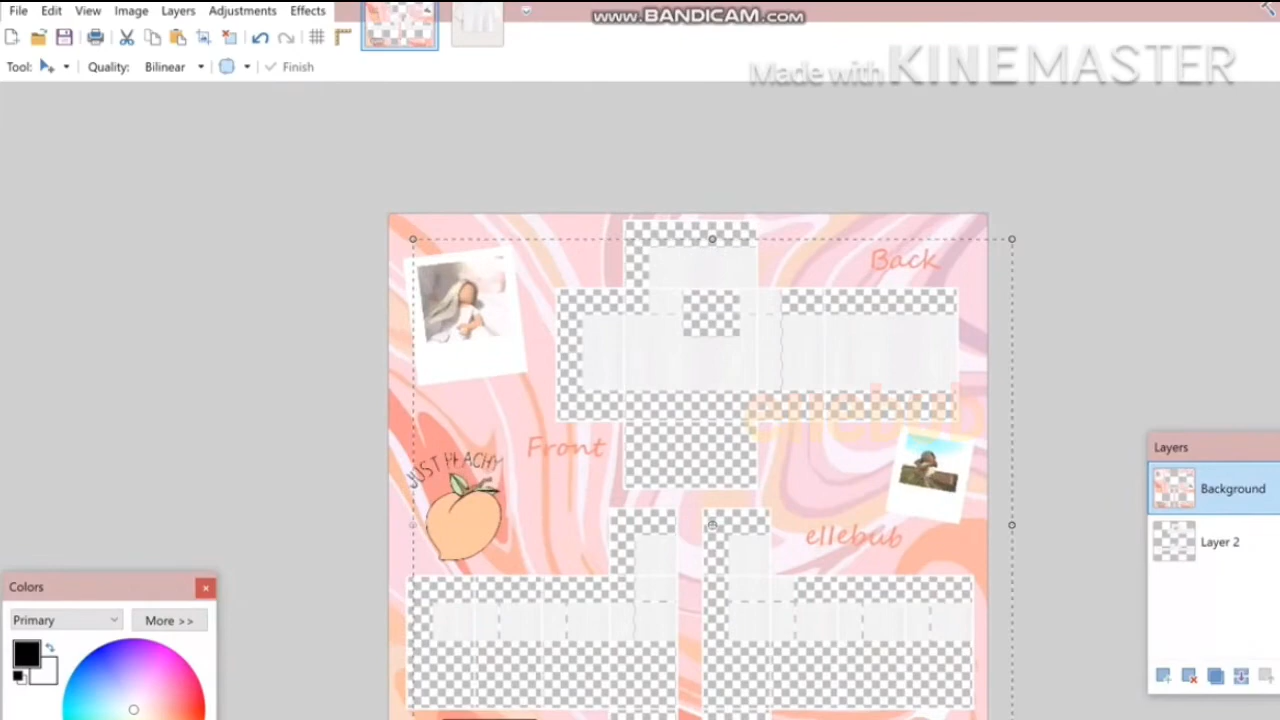 File Edit View Image Layers Adjustments Effects
www.BANDICAM.com
Tool: Quality: Bilinear Finish
Made with KINEMASTER
Back
ellebub
Front
JUST PEACHY
ellebub
Layers
Background
Layer 2
Colors
Primary More >>